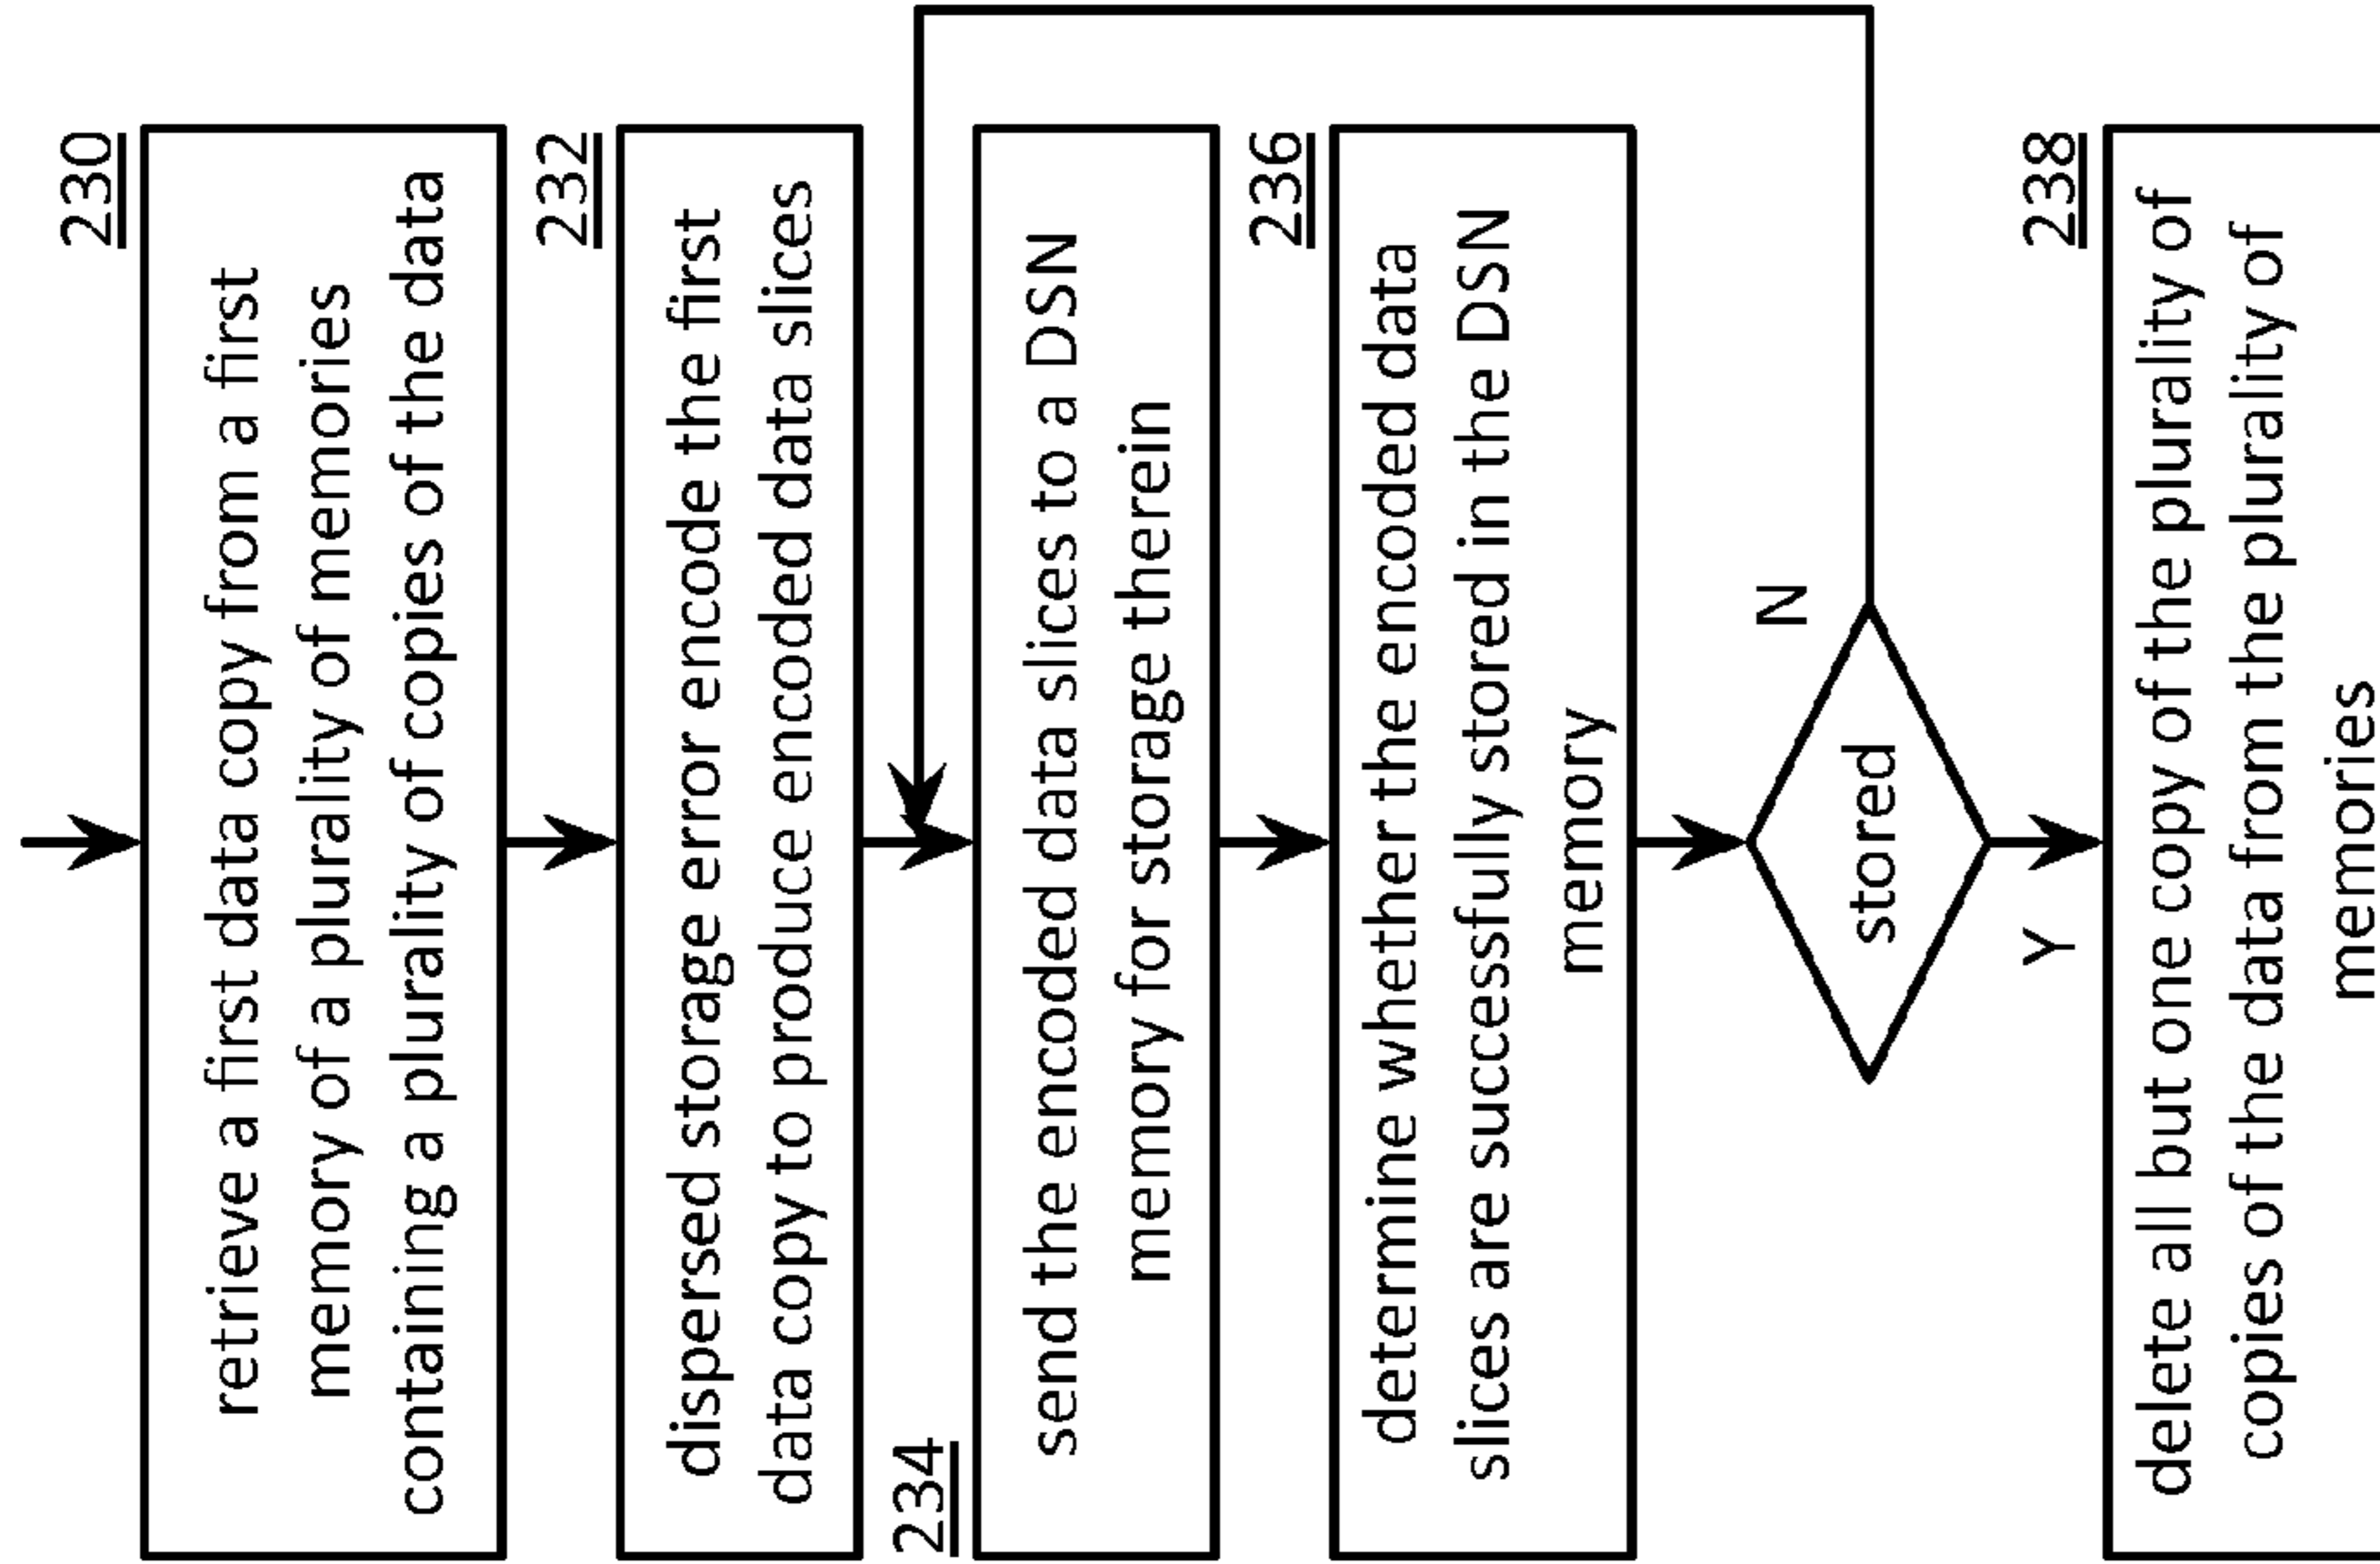 230
retrieve a first data copy from a first
memory of a plurality of memories
containing a plurality of copies of the data
232
dispersed storage error encode the first
data copy to produce encoded data slices
234
send the encoded data slices to a DSN
memory for storage therein
236
determine whether the encoded data
slices are successfully stored in the DSN
memory
N
stored
Y
238
delete all but one copy of the plurality of
copies of the data from the plurality of
memories